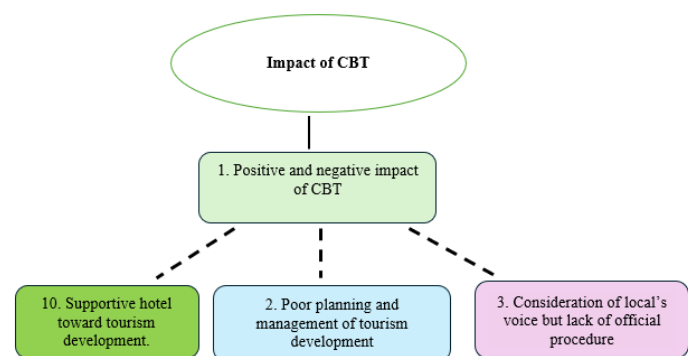 Impact of CBT
1. Positive and negative impact
of CBT
10. Supportive hotel
toward tourism
development.
2. Poor planning and
management of tourism
development
3. Consideration of local’s
voice but lack of official
procedure